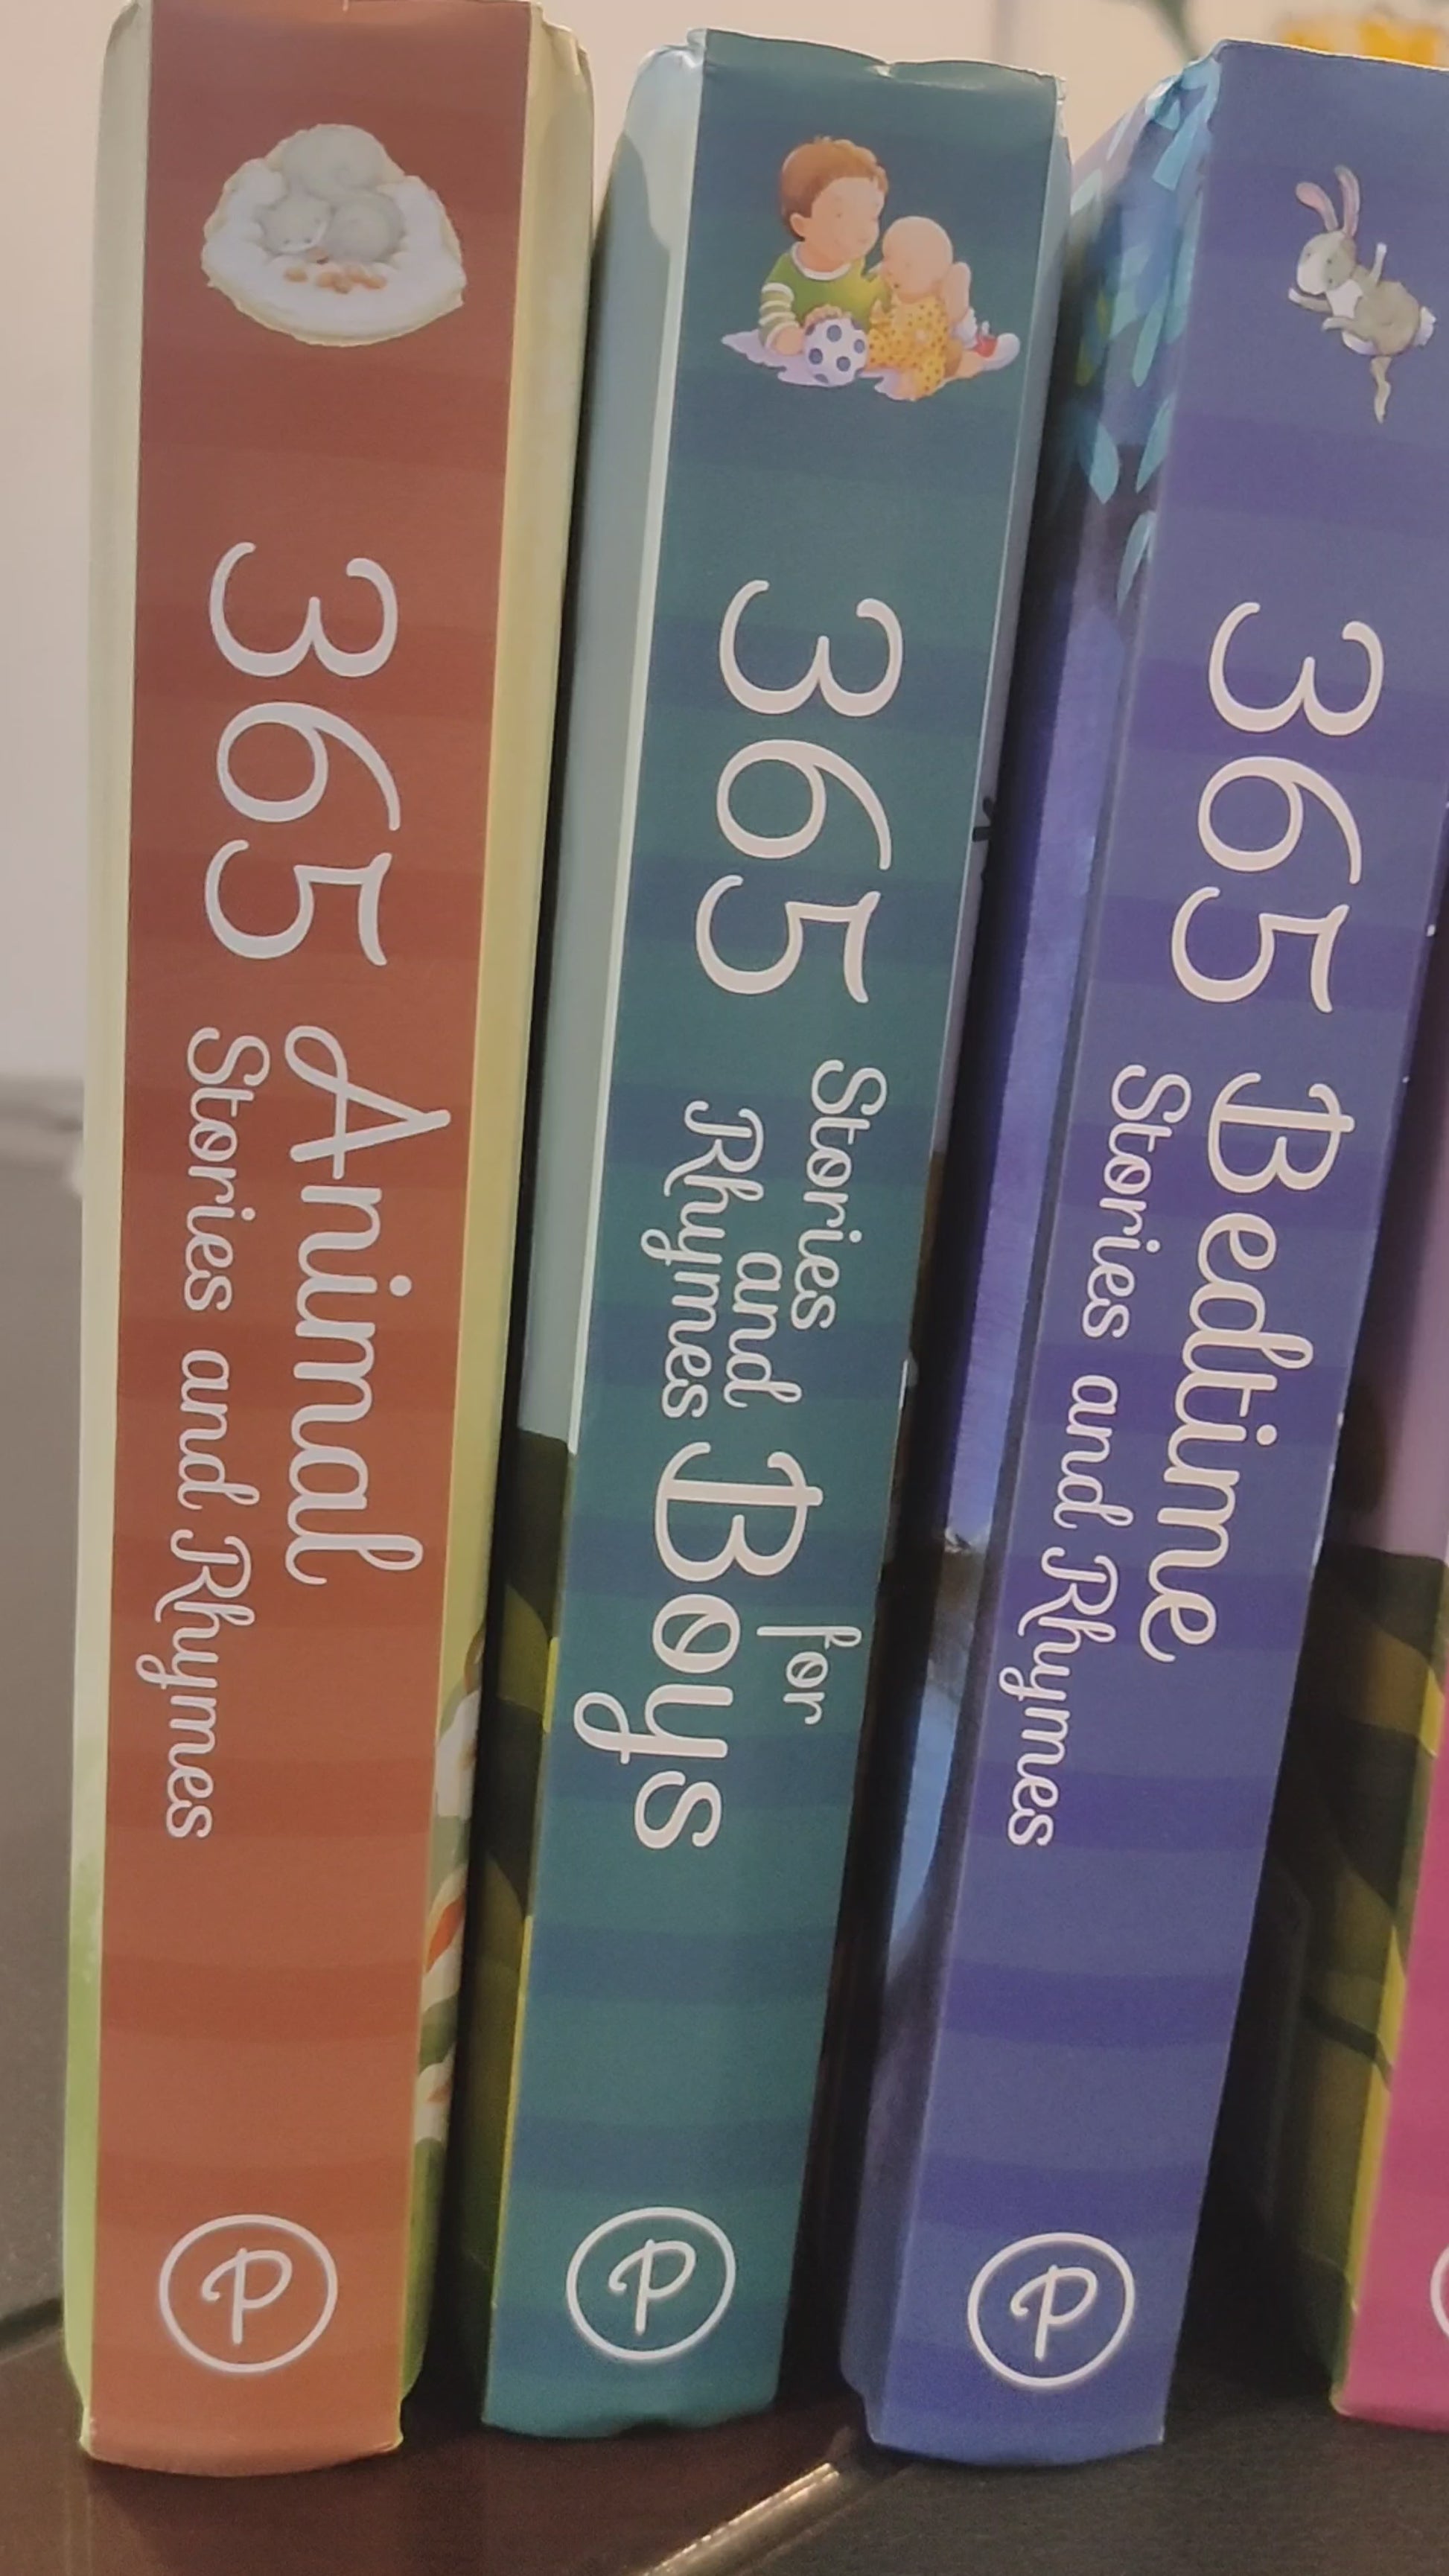 365 Animal
Stories and Rhymes
P
365 Stories
and
Rhymes
for
Boys
P
365 Bedtime
Stories and Rhymes
P